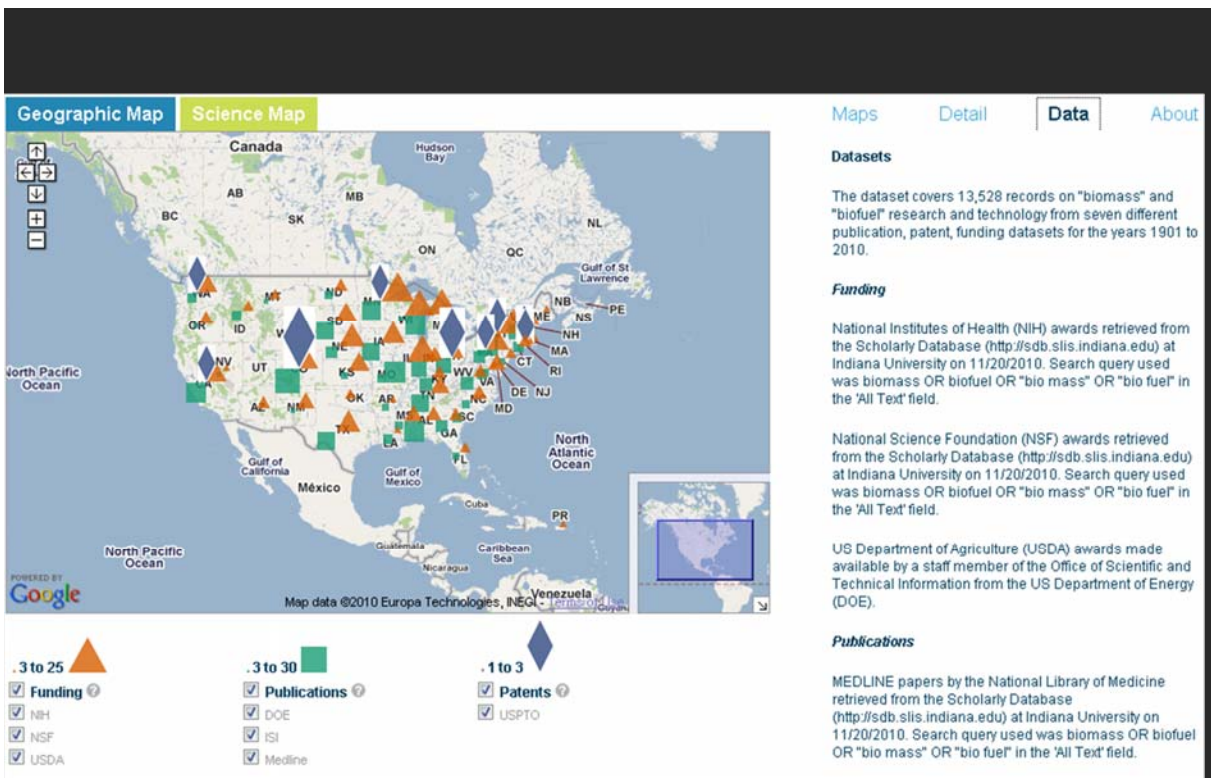 Geographic Map
Science Map
Maps
Detail
Data
About
Canada
Hudson
Bay
AB
MB
BC
SK
NL
ON
QC
Gulf of St
Lawrence
NB
PE
NS
ME
NH
MA
RI
CT
NJ
DE
MD
MT
ND
OR
ID
SD
IA
NE
NV
UT
KS
MO
WV
VA
OK
AR
TN
NC
AZ
NM
MS
AL
SC
TX
LA
GA
FL
North Pacific
Ocean
North
Atlantic
Ocean
Gulf of
California
Gulf of
Mexico
México
Cuba
PR
Guatemala
Caribbean
Sea
Nicaragua
North Pacific
Ocean
Venezuela
POWERED BY
Google
Map data ©2010 Europa Technologies, INEGI - Terms of Use
.3 to 25
Funding
NIH
NSF
USDA
.3 to 30
Publications
DOE
ISI
Medline
.1 to 3
Patents
USPTO
Datasets
The dataset covers 13,528 records on "biomass" and
"biofuel" research and technology from seven different
publication, patent, funding datasets for the years 1901 to
2010.
Funding
National Institutes of Health (NIH) awards retrieved from
the Scholarly Database (http://sdb.slis.indiana.edu) at
Indiana University on 11/20/2010. Search query used
was biomass OR biofuel OR "bio mass" OR "bio fuel" in
the 'All Text' field.
National Science Foundation (NSF) awards retrieved
from the Scholarly Database (http://sdb.slis.indiana.edu)
at Indiana University on 11/20/2010. Search query used
was biomass OR biofuel OR "bio mass" OR "bio fuel" in
the 'All Text' field.
US Department of Agriculture (USDA) awards made
available by a staff member of the Office of Scientific and
Technical Information from the US Department of Energy
(DOE).
Publications
MEDLINE papers by the National Library of Medicine
retrieved from the Scholarly Database
(http://sdb.slis.indiana.edu) at Indiana University on
11/20/2010. Search query used was biomass OR biofuel
OR "bio mass" OR "bio fuel" in the 'All Text' field.